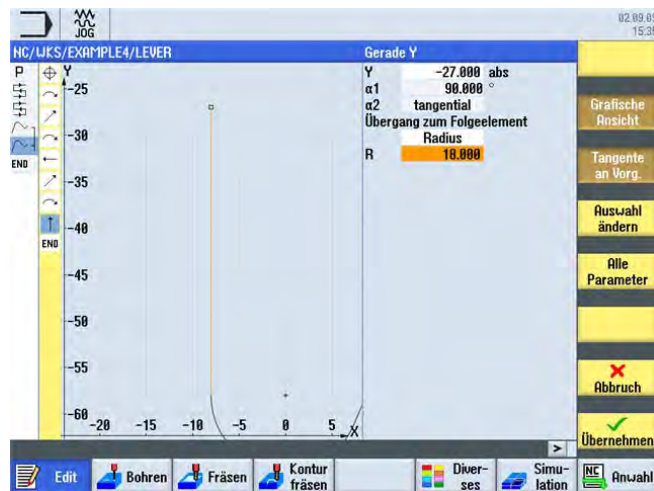 JOG
02.09.09
15:36
NC/WKS/EXAMPLE4/LEVER
Gerade Y
P
END
END
Y
-25
-30
-35
-40
-45
-50
-55
-60
-20 -15 -10 -5 0 5 X
Y -27.000 abs
α1 90.000 °
α2 tangential
Übergang zum Folgeelement
Radius
R 18.000
Grafische
Ansicht
Tangente
an Vorg.
Auswahl
ändern
Alle
Parameter
Abbruch
Übernehmen
>
Edit
Bohren
Fräsen
Kontur
fräsen
Diver-
ses
Simu-
lation
NC
Anwahl